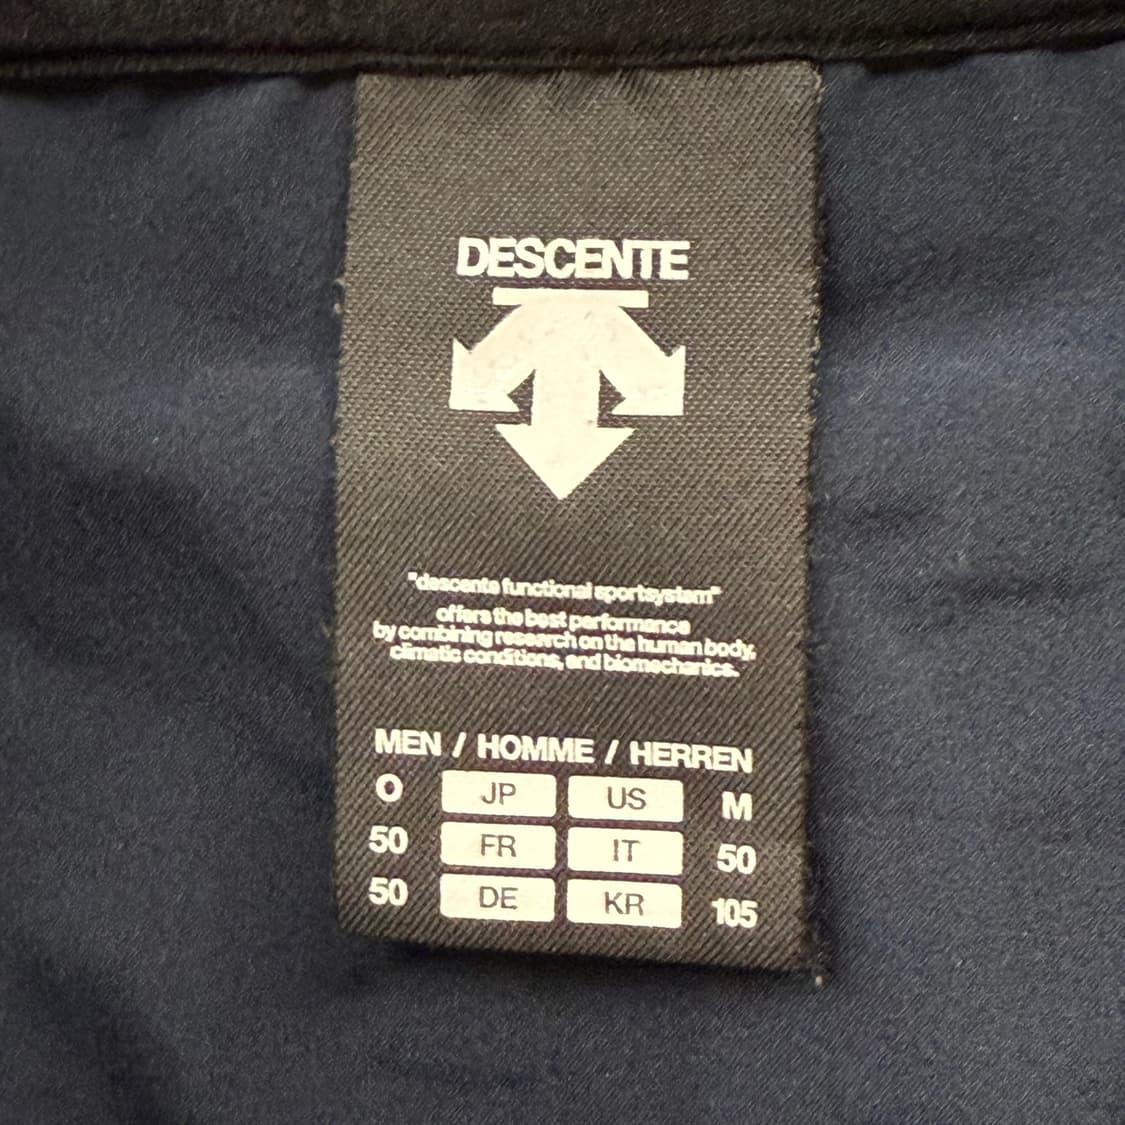 DESCENTE
"descente functional sportsystem"
offers the best performance
by combining research on the human body,
climatic conditions, and biomechanics.
MEN / HOMME / HERREN
O JP US M
50 FR IT 50
50 DE KR 105